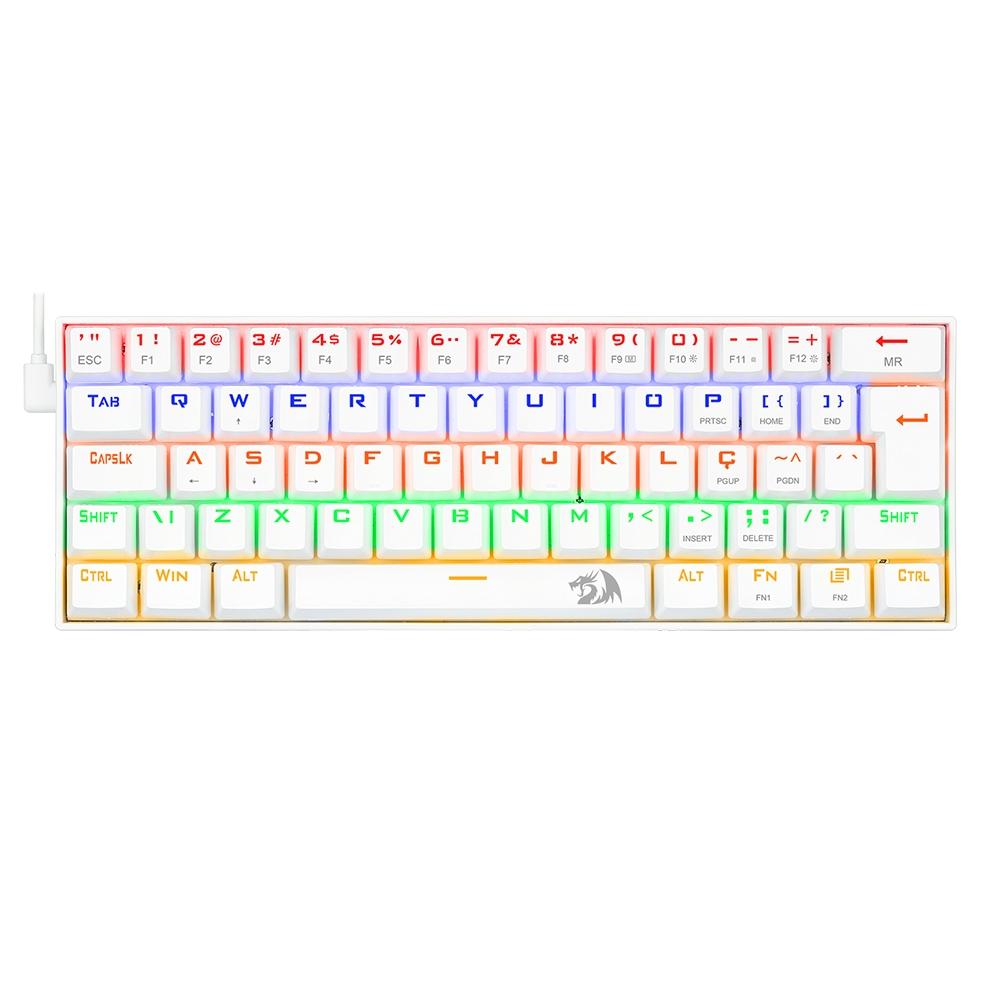 ' " 1 ! 2 @ 3 # 4 $ 5 % 6 ¨ 7 & 8 * 9 ( 0 ) - - = + ←
ESC F1 F2 F3 F4 F5 F6 F7 F8 F9 F10 F11 F12 MR
TAB Q W E R T Y U I O P [ { ] } ↵
↑ PRTSC HOME END
CAPSLK A S D F G H J K L Ç ~ ^ ´ `
← ↓ → PGUP PGDN
SHIFT \ | Z X C V B N M , < . > ; : / ? SHIFT
INSERT DELETE
CTRL WIN ALT — ALT FN CTRL
FN1 FN2